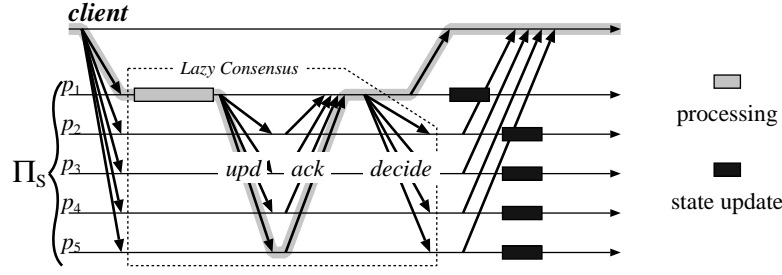 client
Lazy Consensus
p1
p2
p3
p4
p5
ΠS
upd ack decide
processing
state update